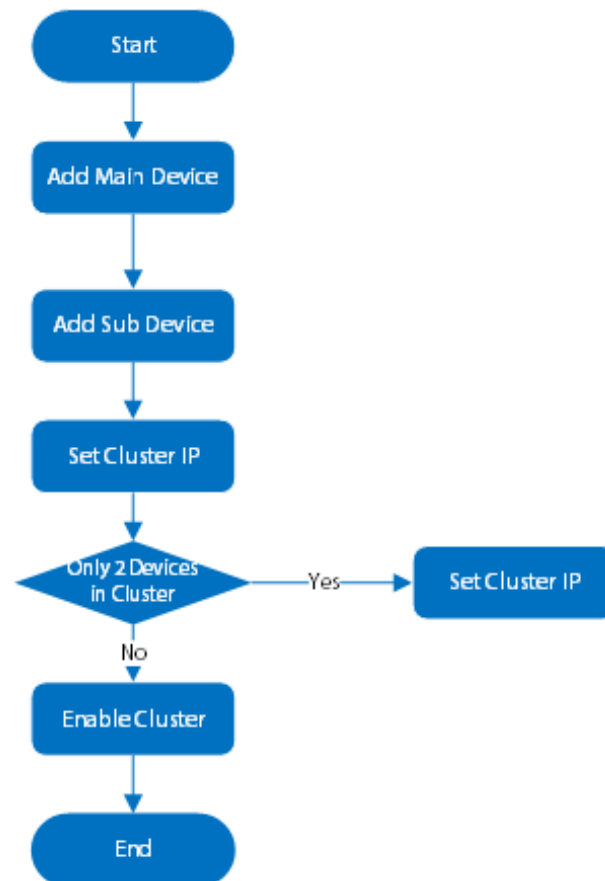 Start
Add Main Device
Add Sub Device
Set Cluster IP
Only 2 Devices
in Cluster
Yes
Set Cluster IP
No
Enable Cluster
End